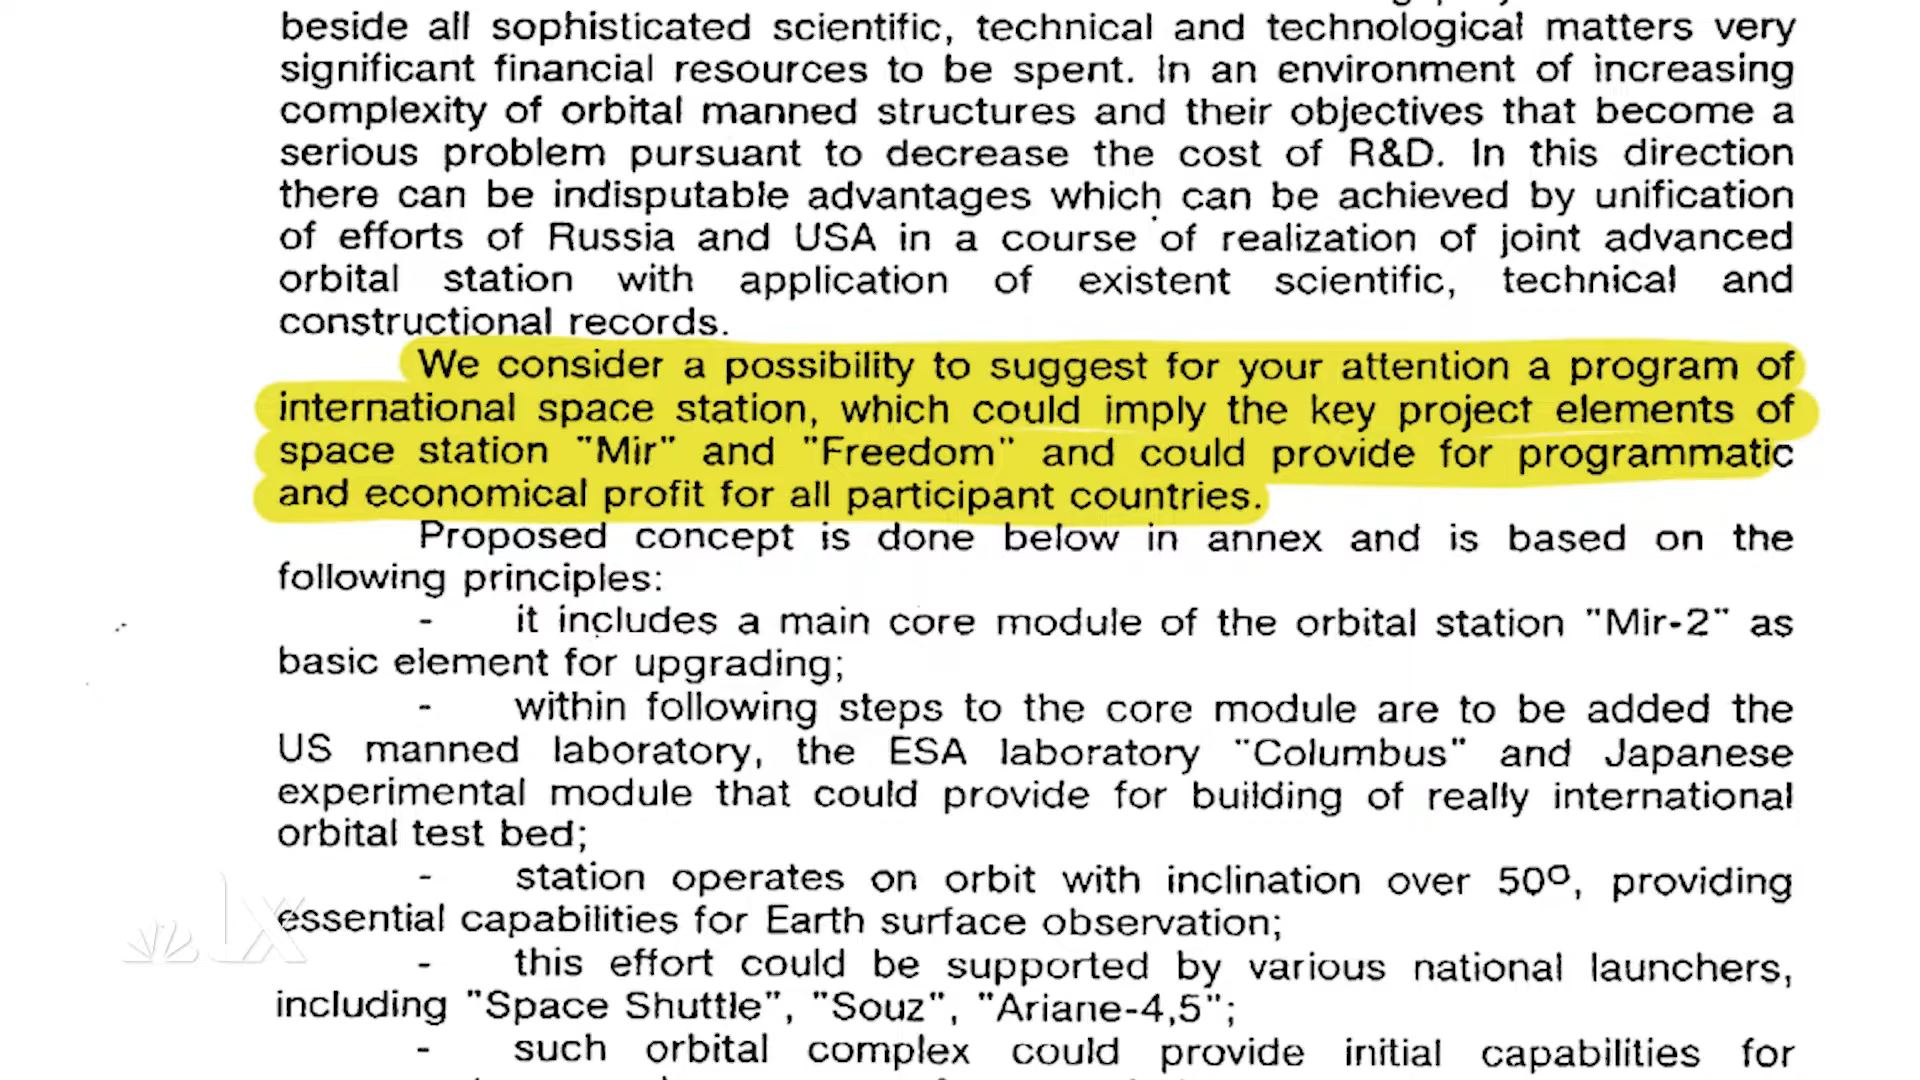 beside all sophisticated scientific, technical and technological matters very
significant financial resources to be spent. In an environment of increasing
complexity of orbital manned structures and their objectives that become a
serious problem pursuant to decrease the cost of R&D. In this direction
there can be indisputable advantages which can be achieved by unification
of efforts of Russia and USA in a course of realization of joint advanced
orbital station with application of existent scientific, technical and
constructional records.
We consider a possibility to suggest for your attention a program of
international space station, which could imply the key project elements of
space station "Mir" and "Freedom" and could provide for programmatic
and economical profit for all participant countries.
Proposed concept is done below in annex and is based on the
following principles:
- it includes a main core module of the orbital station "Mir-2" as
basic element for upgrading;
- within following steps to the core module are to be added the
US manned laboratory, the ESA laboratory "Columbus" and Japanese
experimental module that could provide for building of really international
orbital test bed;
- station operates on orbit with inclination over 50º, providing
essential capabilities for Earth surface observation;
- this effort could be supported by various national launchers,
including "Space Shuttle", "Souz", "Ariane-4,5";
- such orbital complex could provide initial capabilities for
lx